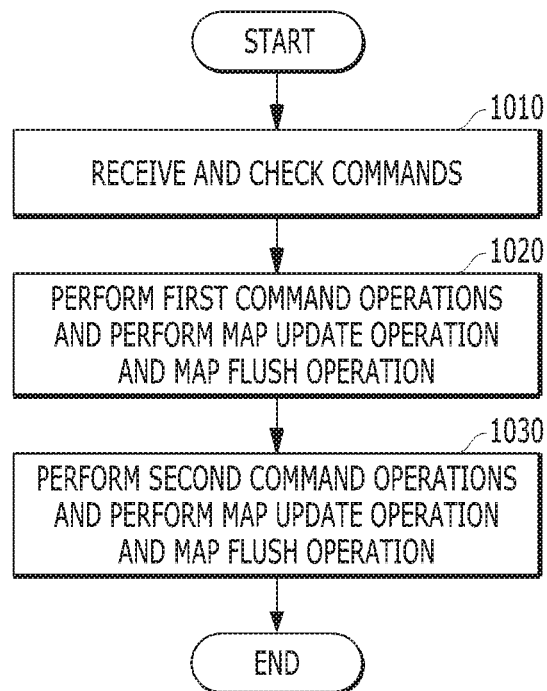 START
1010
RECEIVE AND CHECK COMMANDS
1020
PERFORM FIRST COMMAND OPERATIONS
AND PERFORM MAP UPDATE OPERATION
AND MAP FLUSH OPERATION
1030
PERFORM SECOND COMMAND OPERATIONS
AND PERFORM MAP UPDATE OPERATION
AND MAP FLUSH OPERATION
END